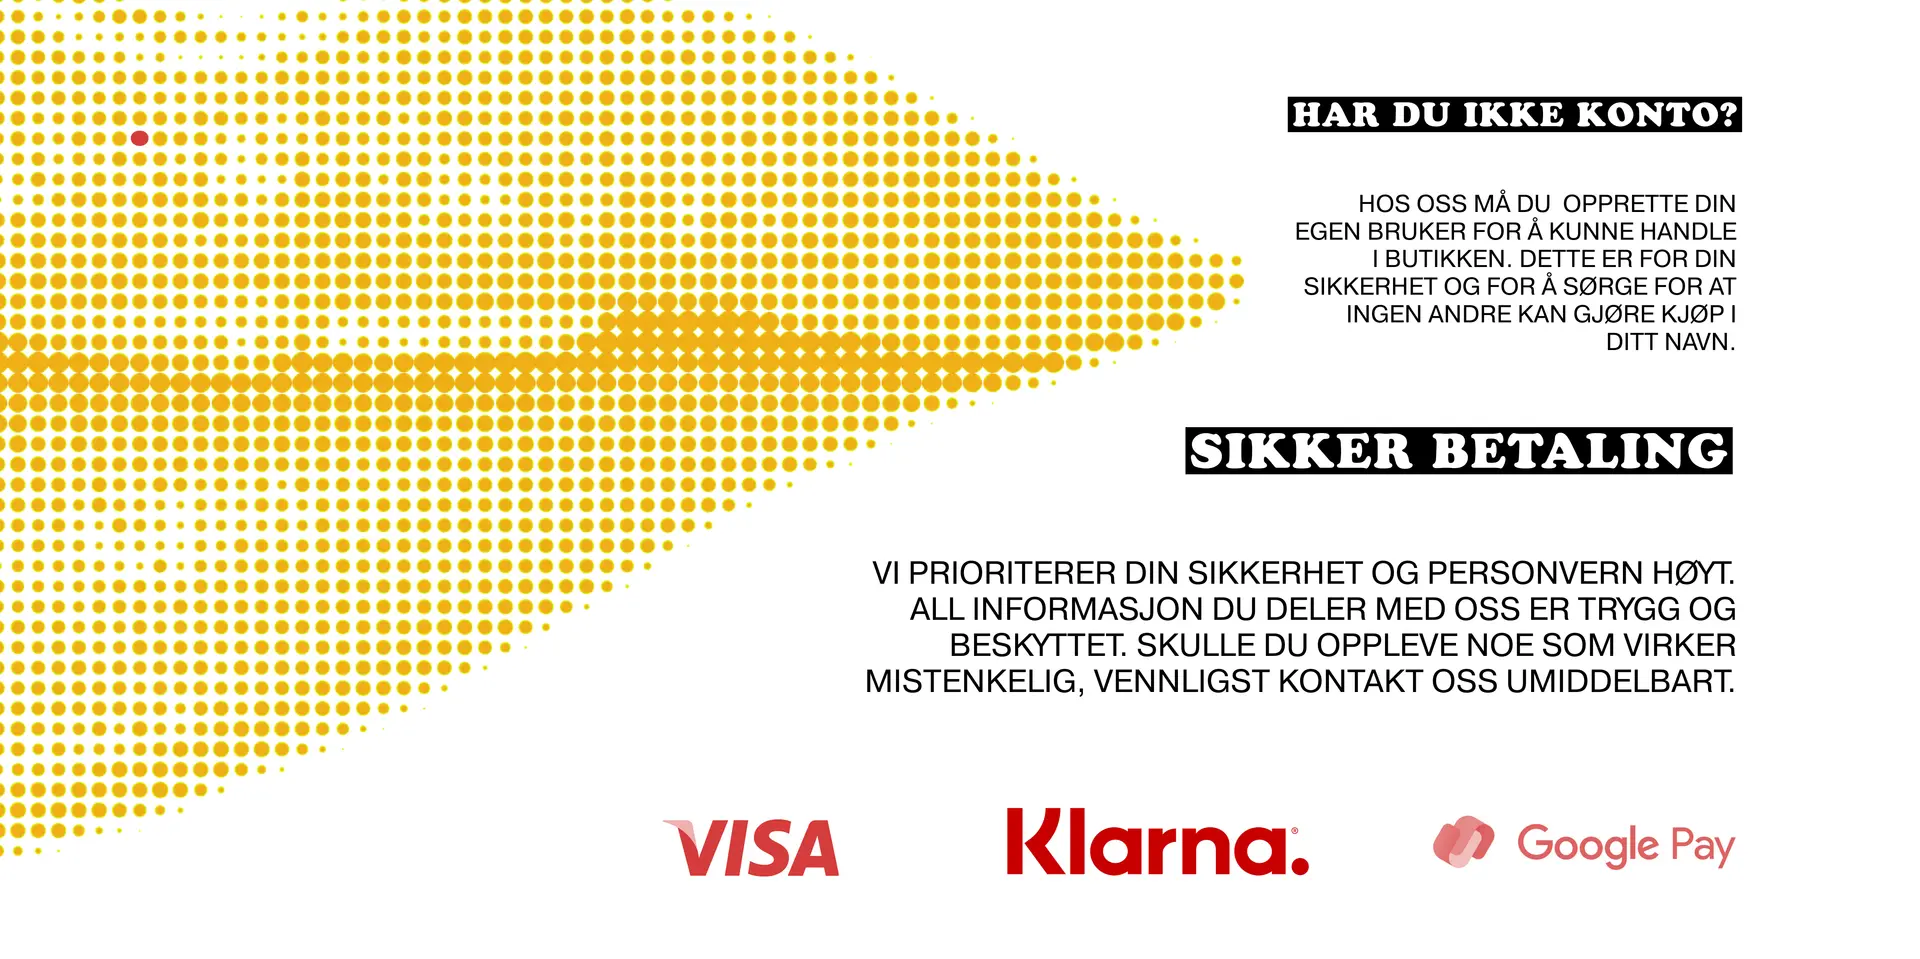 HAR DU IKKE KONTO?
HOS OSS MÅ DU  OPPRETTE DIN
EGEN BRUKER FOR Å KUNNE HANDLE
I BUTIKKEN. DETTE ER FOR DIN
SIKKERHET OG FOR Å SØRGE FOR AT
INGEN ANDRE KAN GJØRE KJØP I
DITT NAVN.
SIKKER BETALING
VI PRIORITERER DIN SIKKERHET OG PERSONVERN HØYT.
ALL INFORMASJON DU DELER MED OSS ER TRYGG OG
BESKYTTET. SKULLE DU OPPLEVE NOE SOM VIRKER
MISTENKELIG, VENNLIGST KONTAKT OSS UMIDDELBART.
VISA
Klarna.®
Google Pay